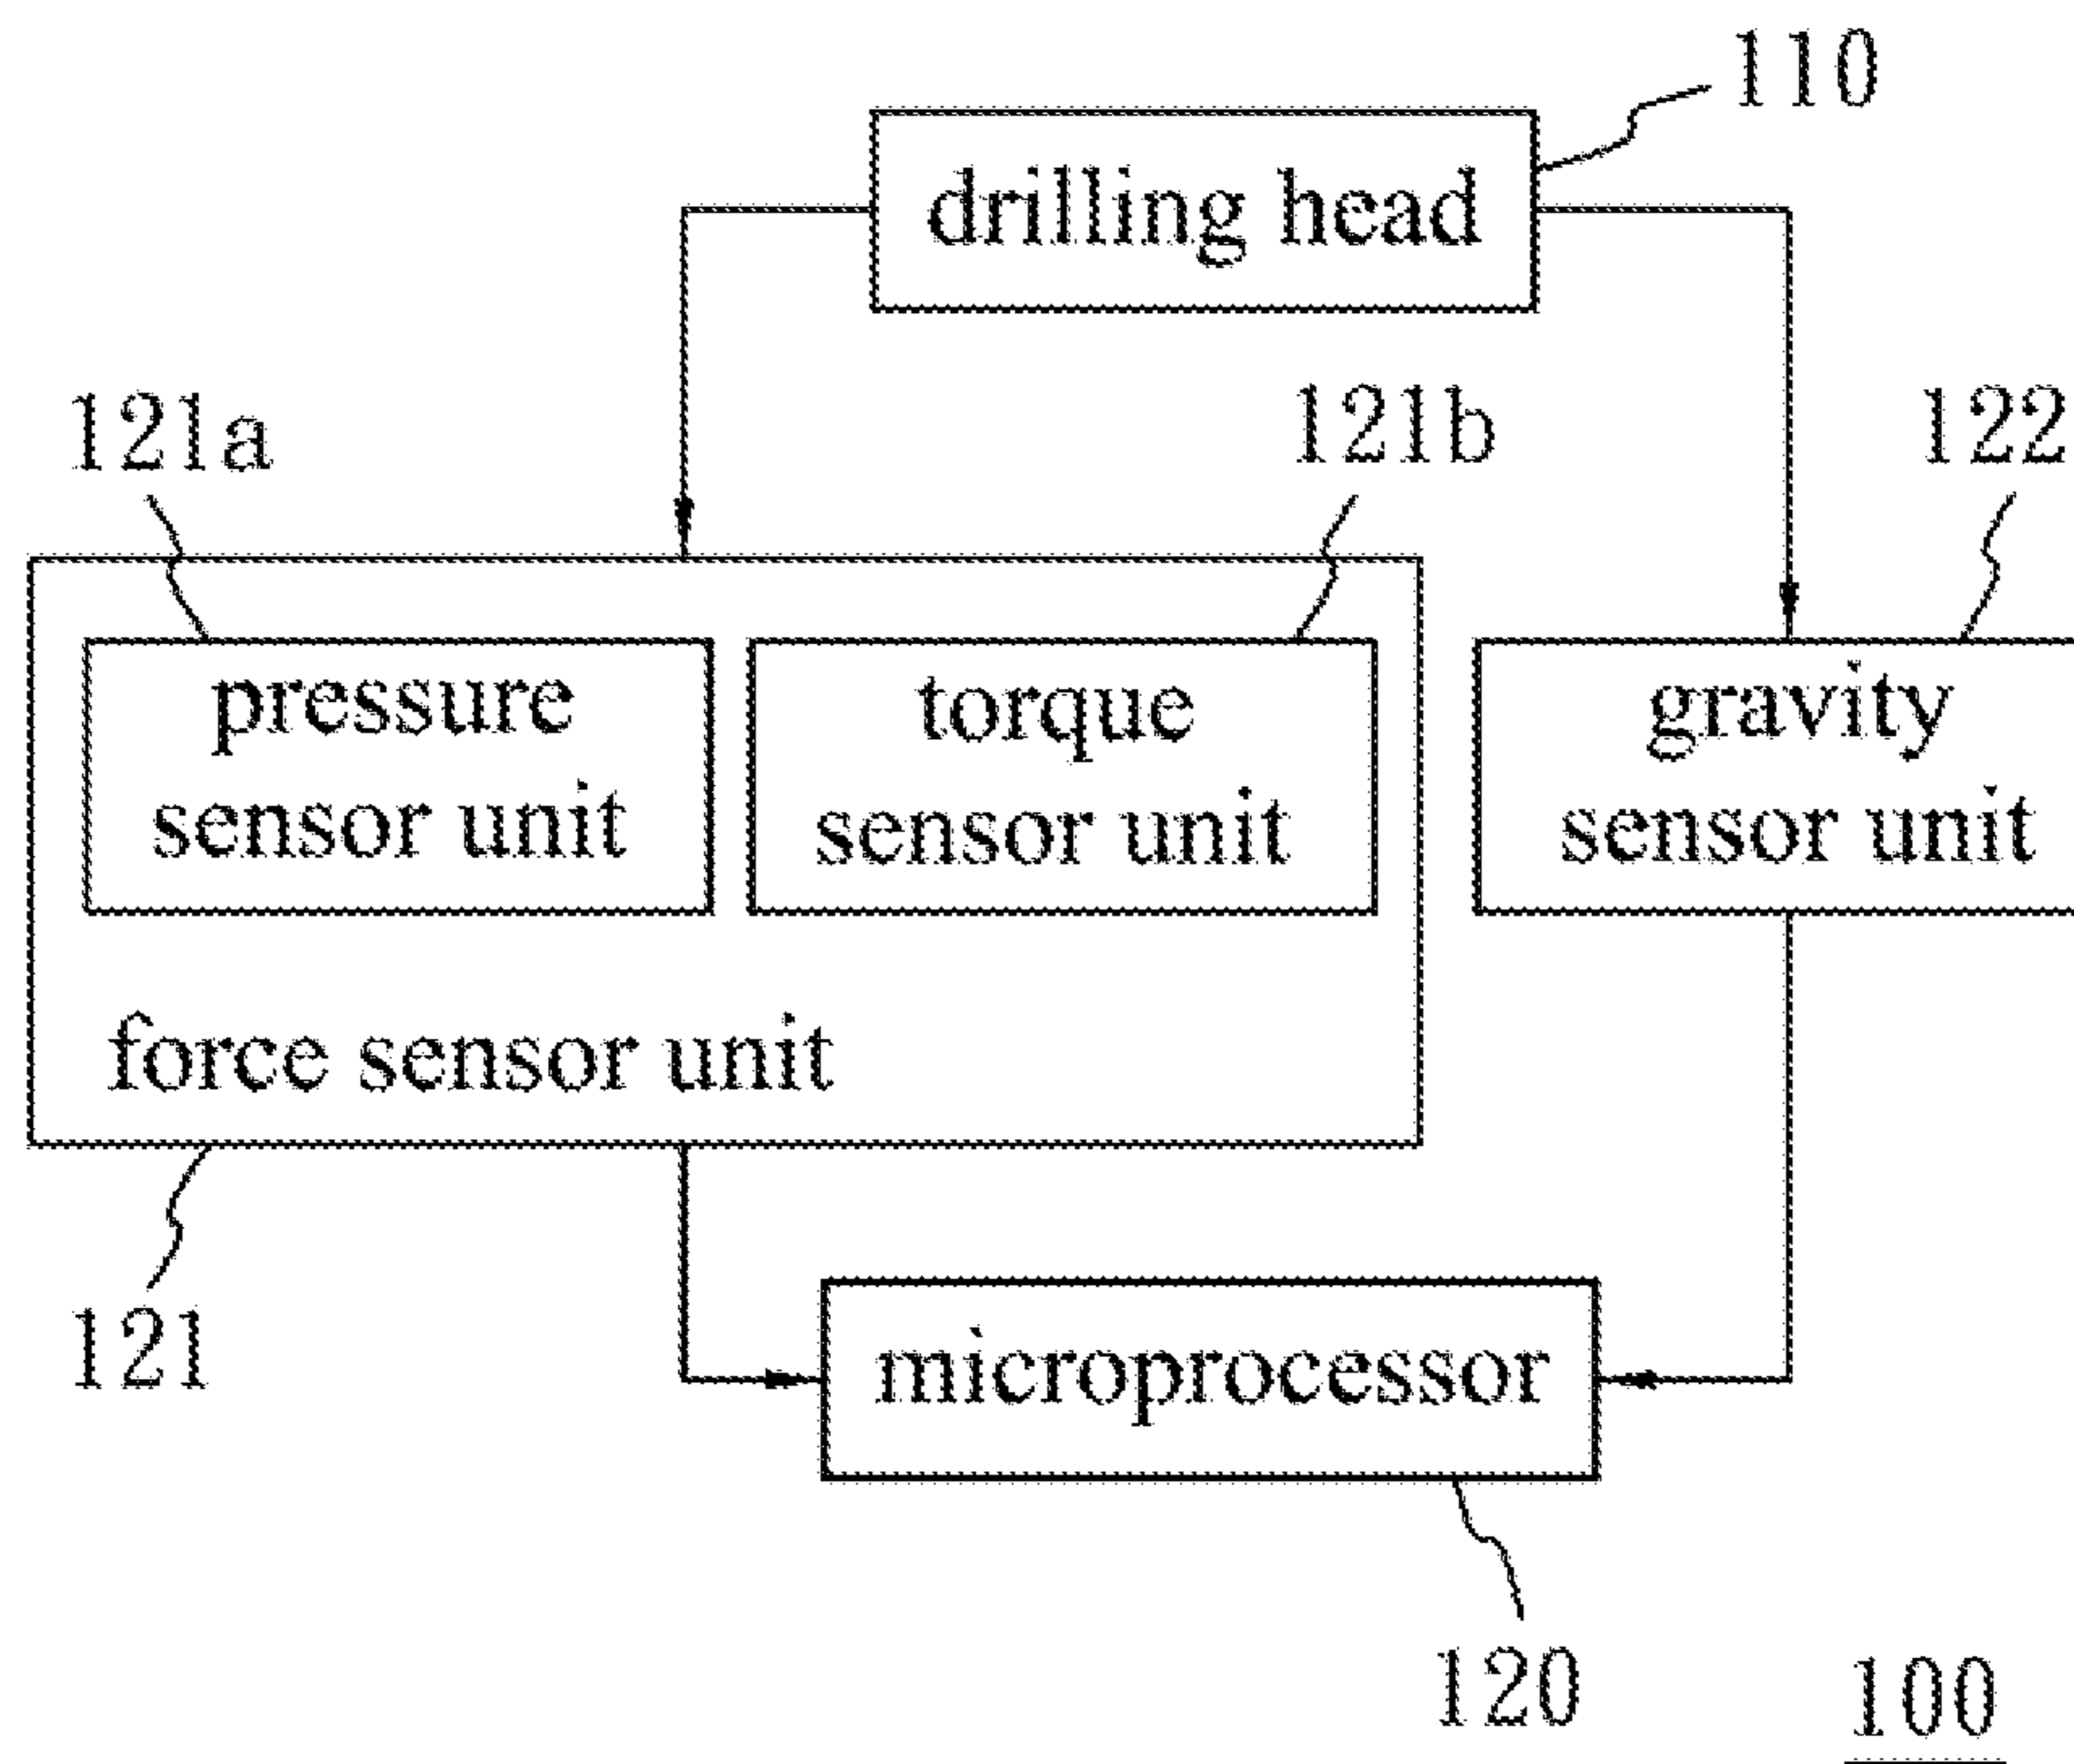 110
drilling head
121a
121b
122
pressure
sensor unit
torque
sensor unit
gravity
sensor unit
force sensor unit
121
microprocessor
120
100